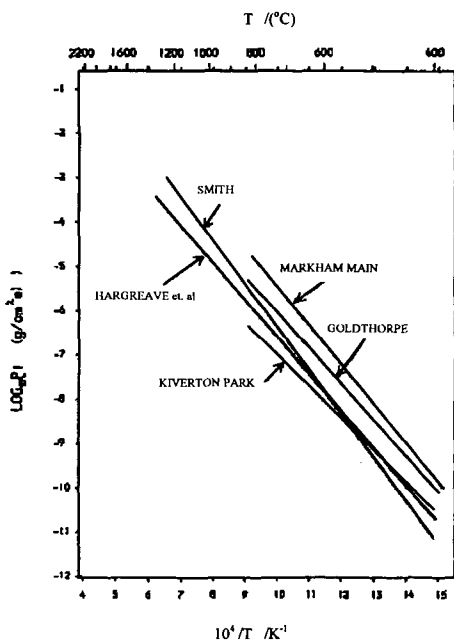 T /(°C)
2200 1600 1200 1000 800 600 400
-1
-2
-3
SMITH
-4
HARGREAVE et. al
MARKHAM MAIN
-5
-6
GOLDTHORPE
-7
KIVERTON PARK
-8
-9
-10
-11
-12
(g/cm²s)
4 5 6 7 8 9 10 11 12 13 14 15
10⁴/T /K⁻¹